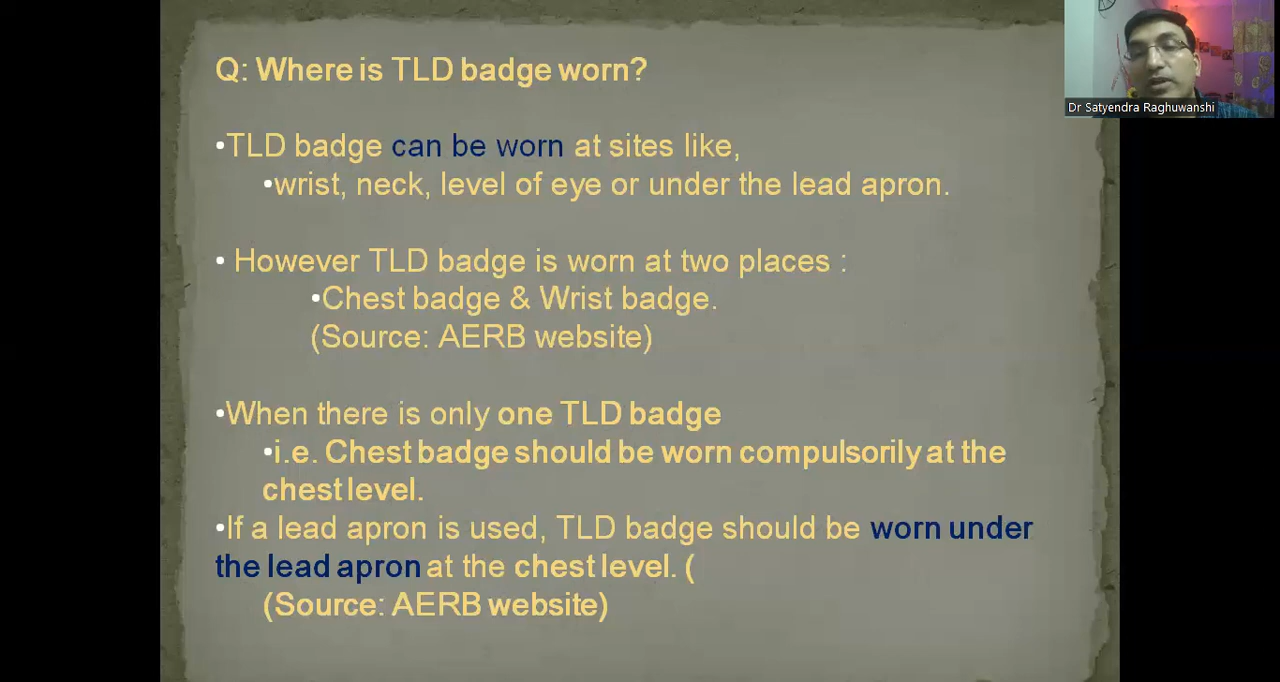 Q: Where is TLD badge worn?
•TLD badge can be worn at sites like,
•wrist, neck, level of eye or under the lead apron.
• However TLD badge is worn at two places :
•Chest badge & Wrist badge.
(Source: AERB website)
•When there is only one TLD badge
•i.e. Chest badge should be worn compulsorily at the
chest level.
•If a lead apron is used, TLD badge should be worn under
the lead apron at the chest level. (
(Source: AERB website)
Dr Satyendra Raghuwanshi